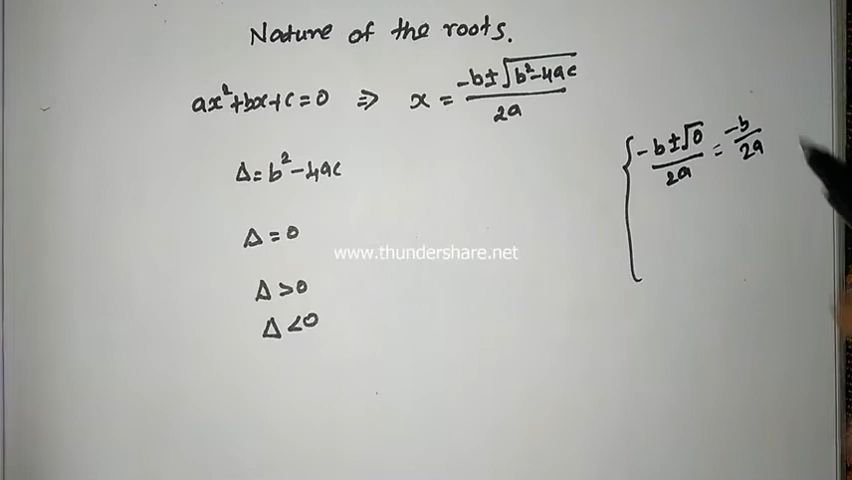 Nature of the roots.
ax²+bx+c=0 ⇒ x = (-b±√(b²-4ac))/2a
Δ=b²-4ac
(-b±√0)/2a = -b/2a
Δ=0
www.thundershare.net
Δ>0
Δ<0